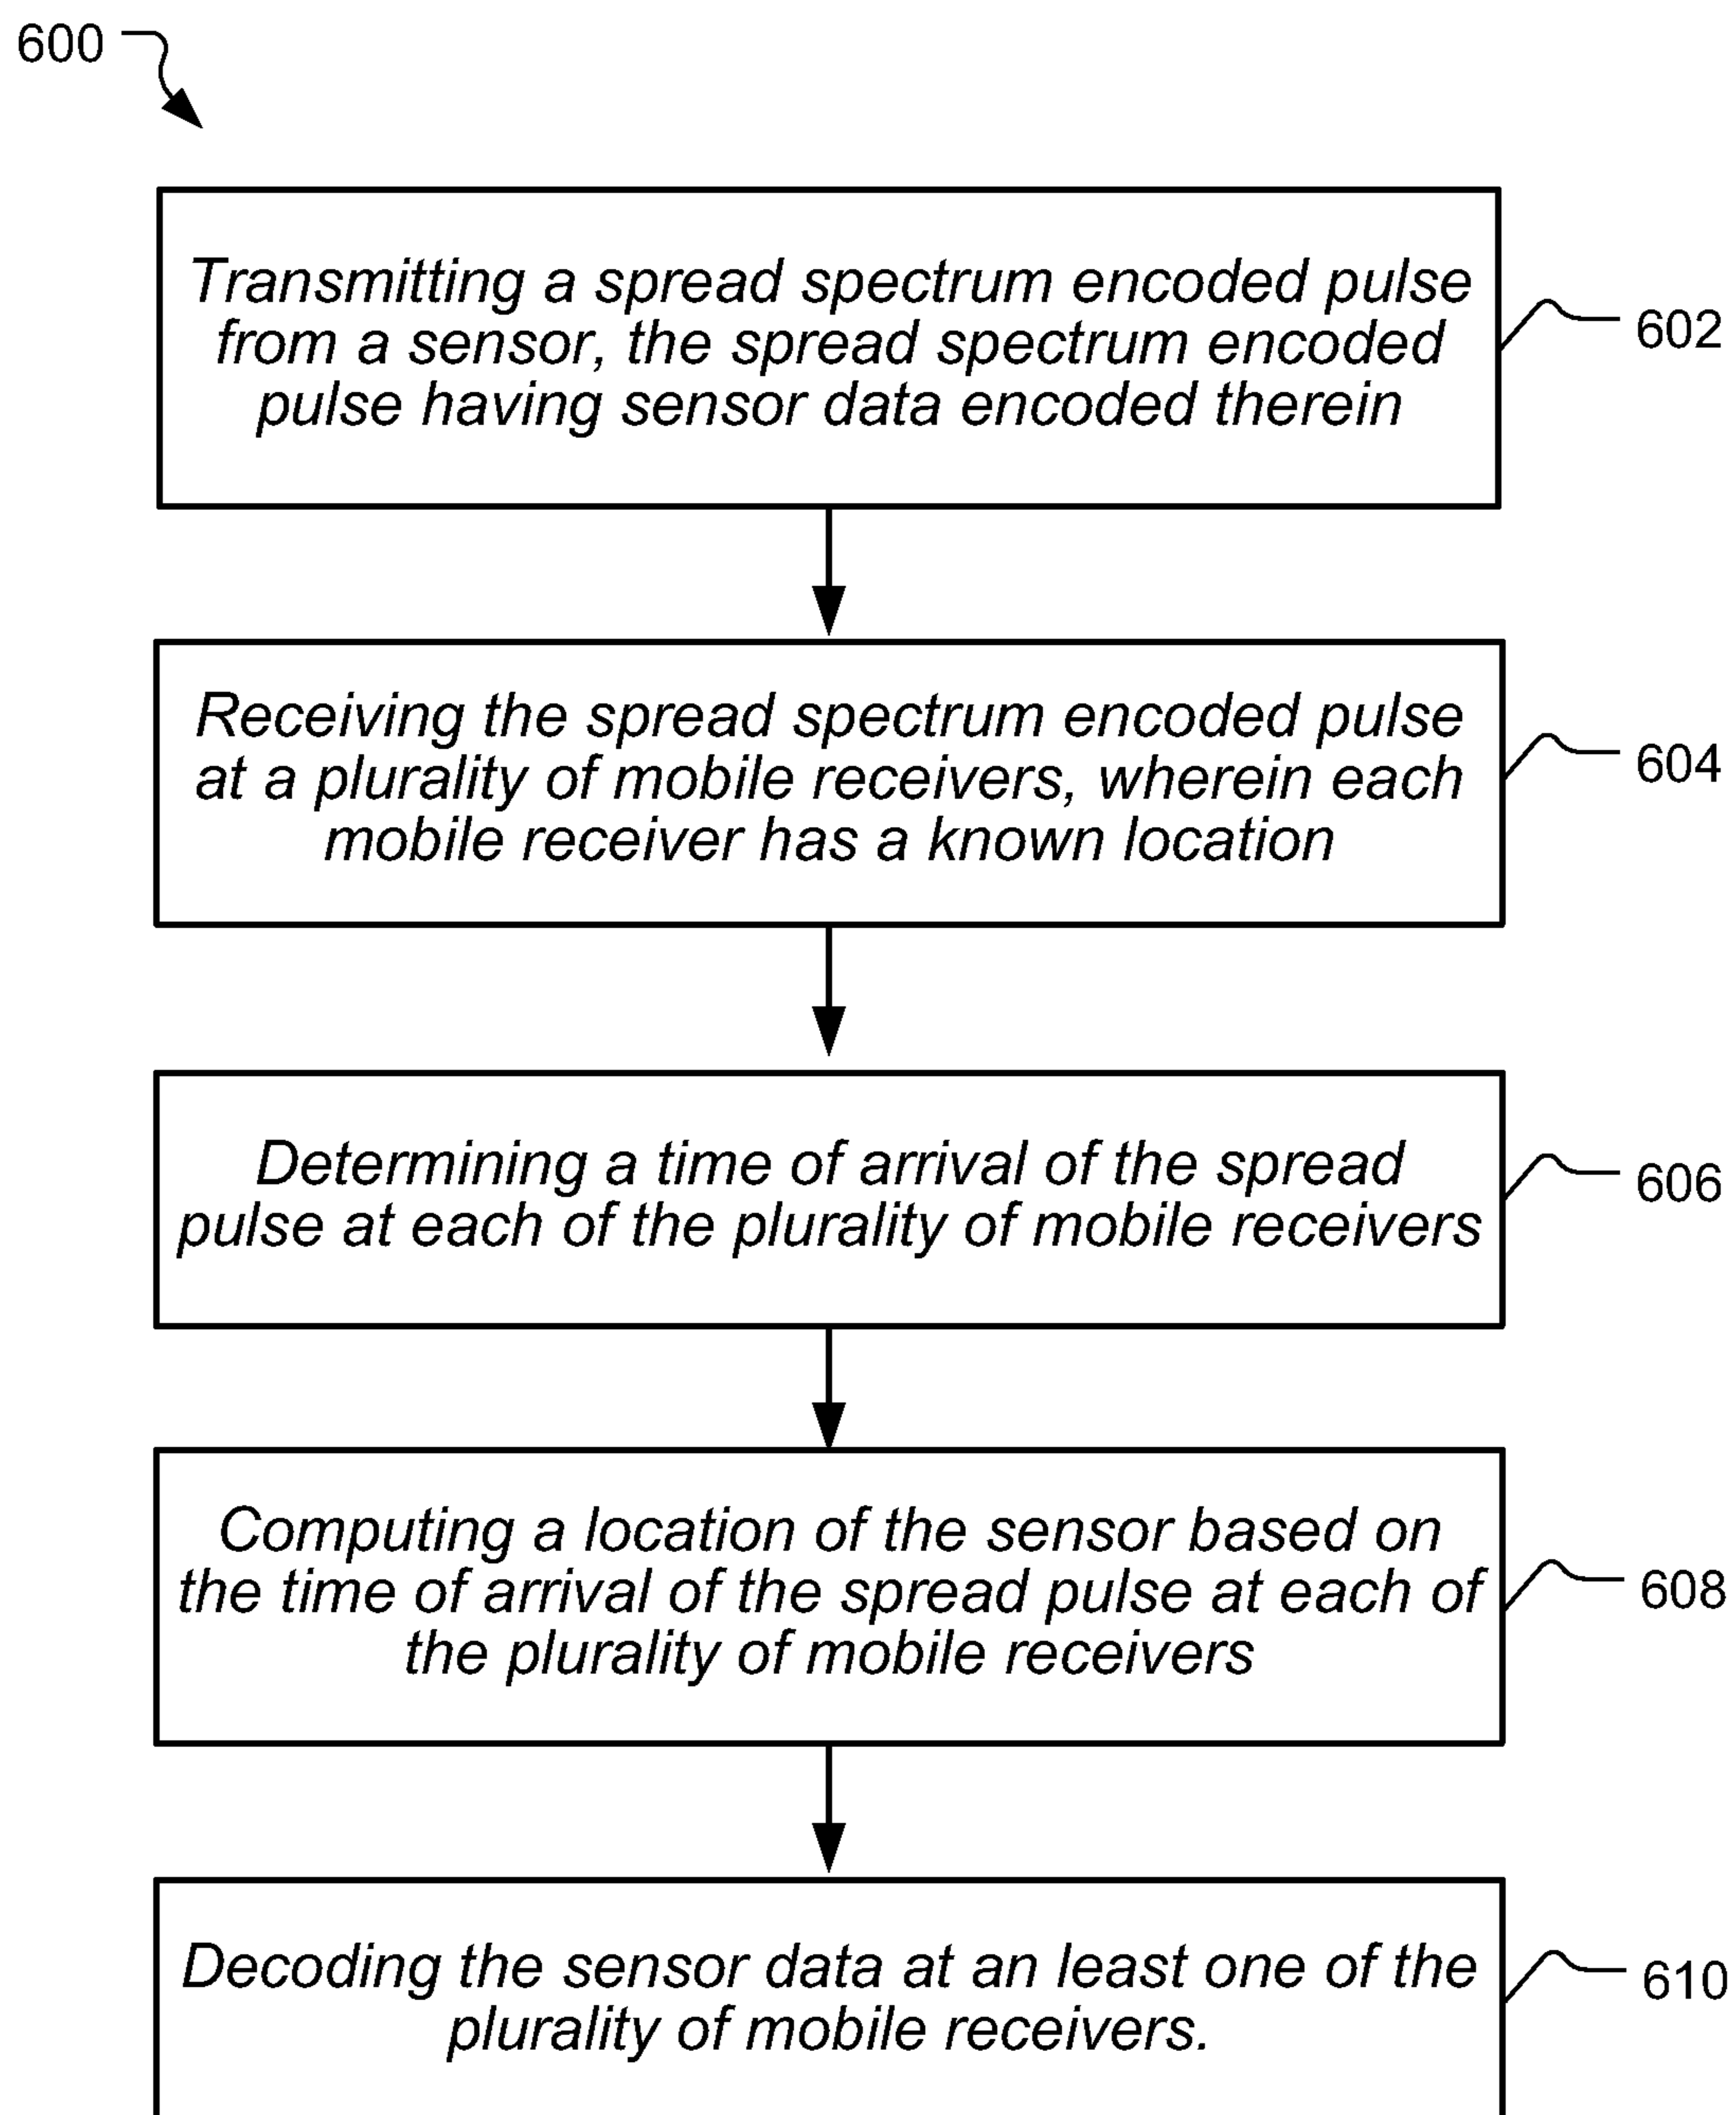 600
Transmitting a spread spectrum encoded pulse
from a sensor, the spread spectrum encoded
pulse having sensor data encoded therein
602
Receiving the spread spectrum encoded pulse
at a plurality of mobile receivers, wherein each
mobile receiver has a known location
604
Determining a time of arrival of the spread
pulse at each of the plurality of mobile receivers
606
Computing a location of the sensor based on
the time of arrival of the spread pulse at each of
the plurality of mobile receivers
608
Decoding the sensor data at an least one of the
plurality of mobile receivers.
610